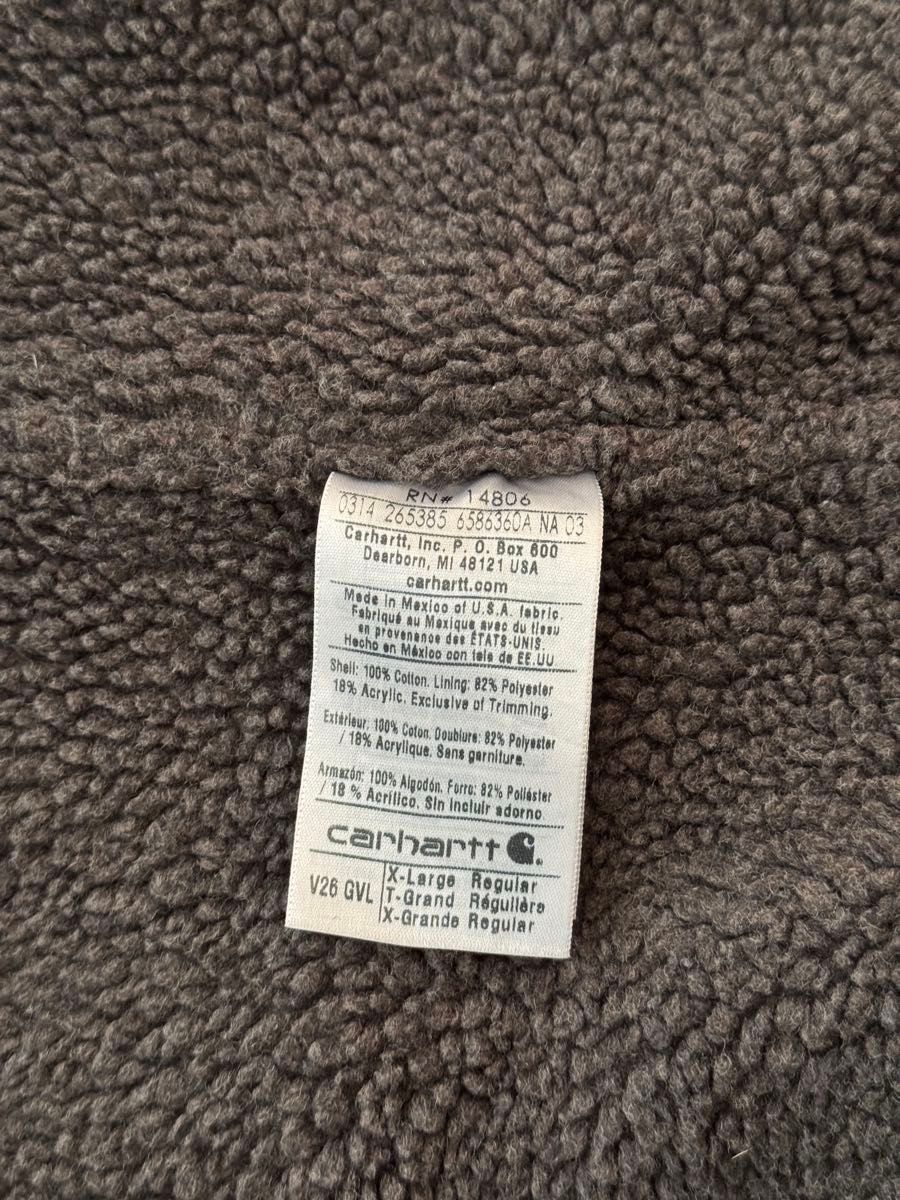 RN# 14806
0314 265385 6586360A NA 03
Carhartt, Inc. P. O. Box 600
Dearborn, MI 48121 USA
carhartt.com
Made in Mexico of U.S.A. fabric.
Fabriqué au Mexique avec du tissu
en provenance des ÉTATS-UNIS.
Hecho en México con tela de EE.UU
Shell: 100% Cotton. Lining: 82% Polyester
18% Acrylic. Exclusive of Trimming.
Extérieur: 100% Coton. Doublure: 82% Polyester
/ 18% Acrylique. Sans garniture.
Armazón: 100% Algodón. Forro: 82% Poliéster
/ 18 % Acrílico. Sin incluir adorno
carhartt
V26 GVL
X-Large Regular
T-Grand Régulière
X-Grande Regular